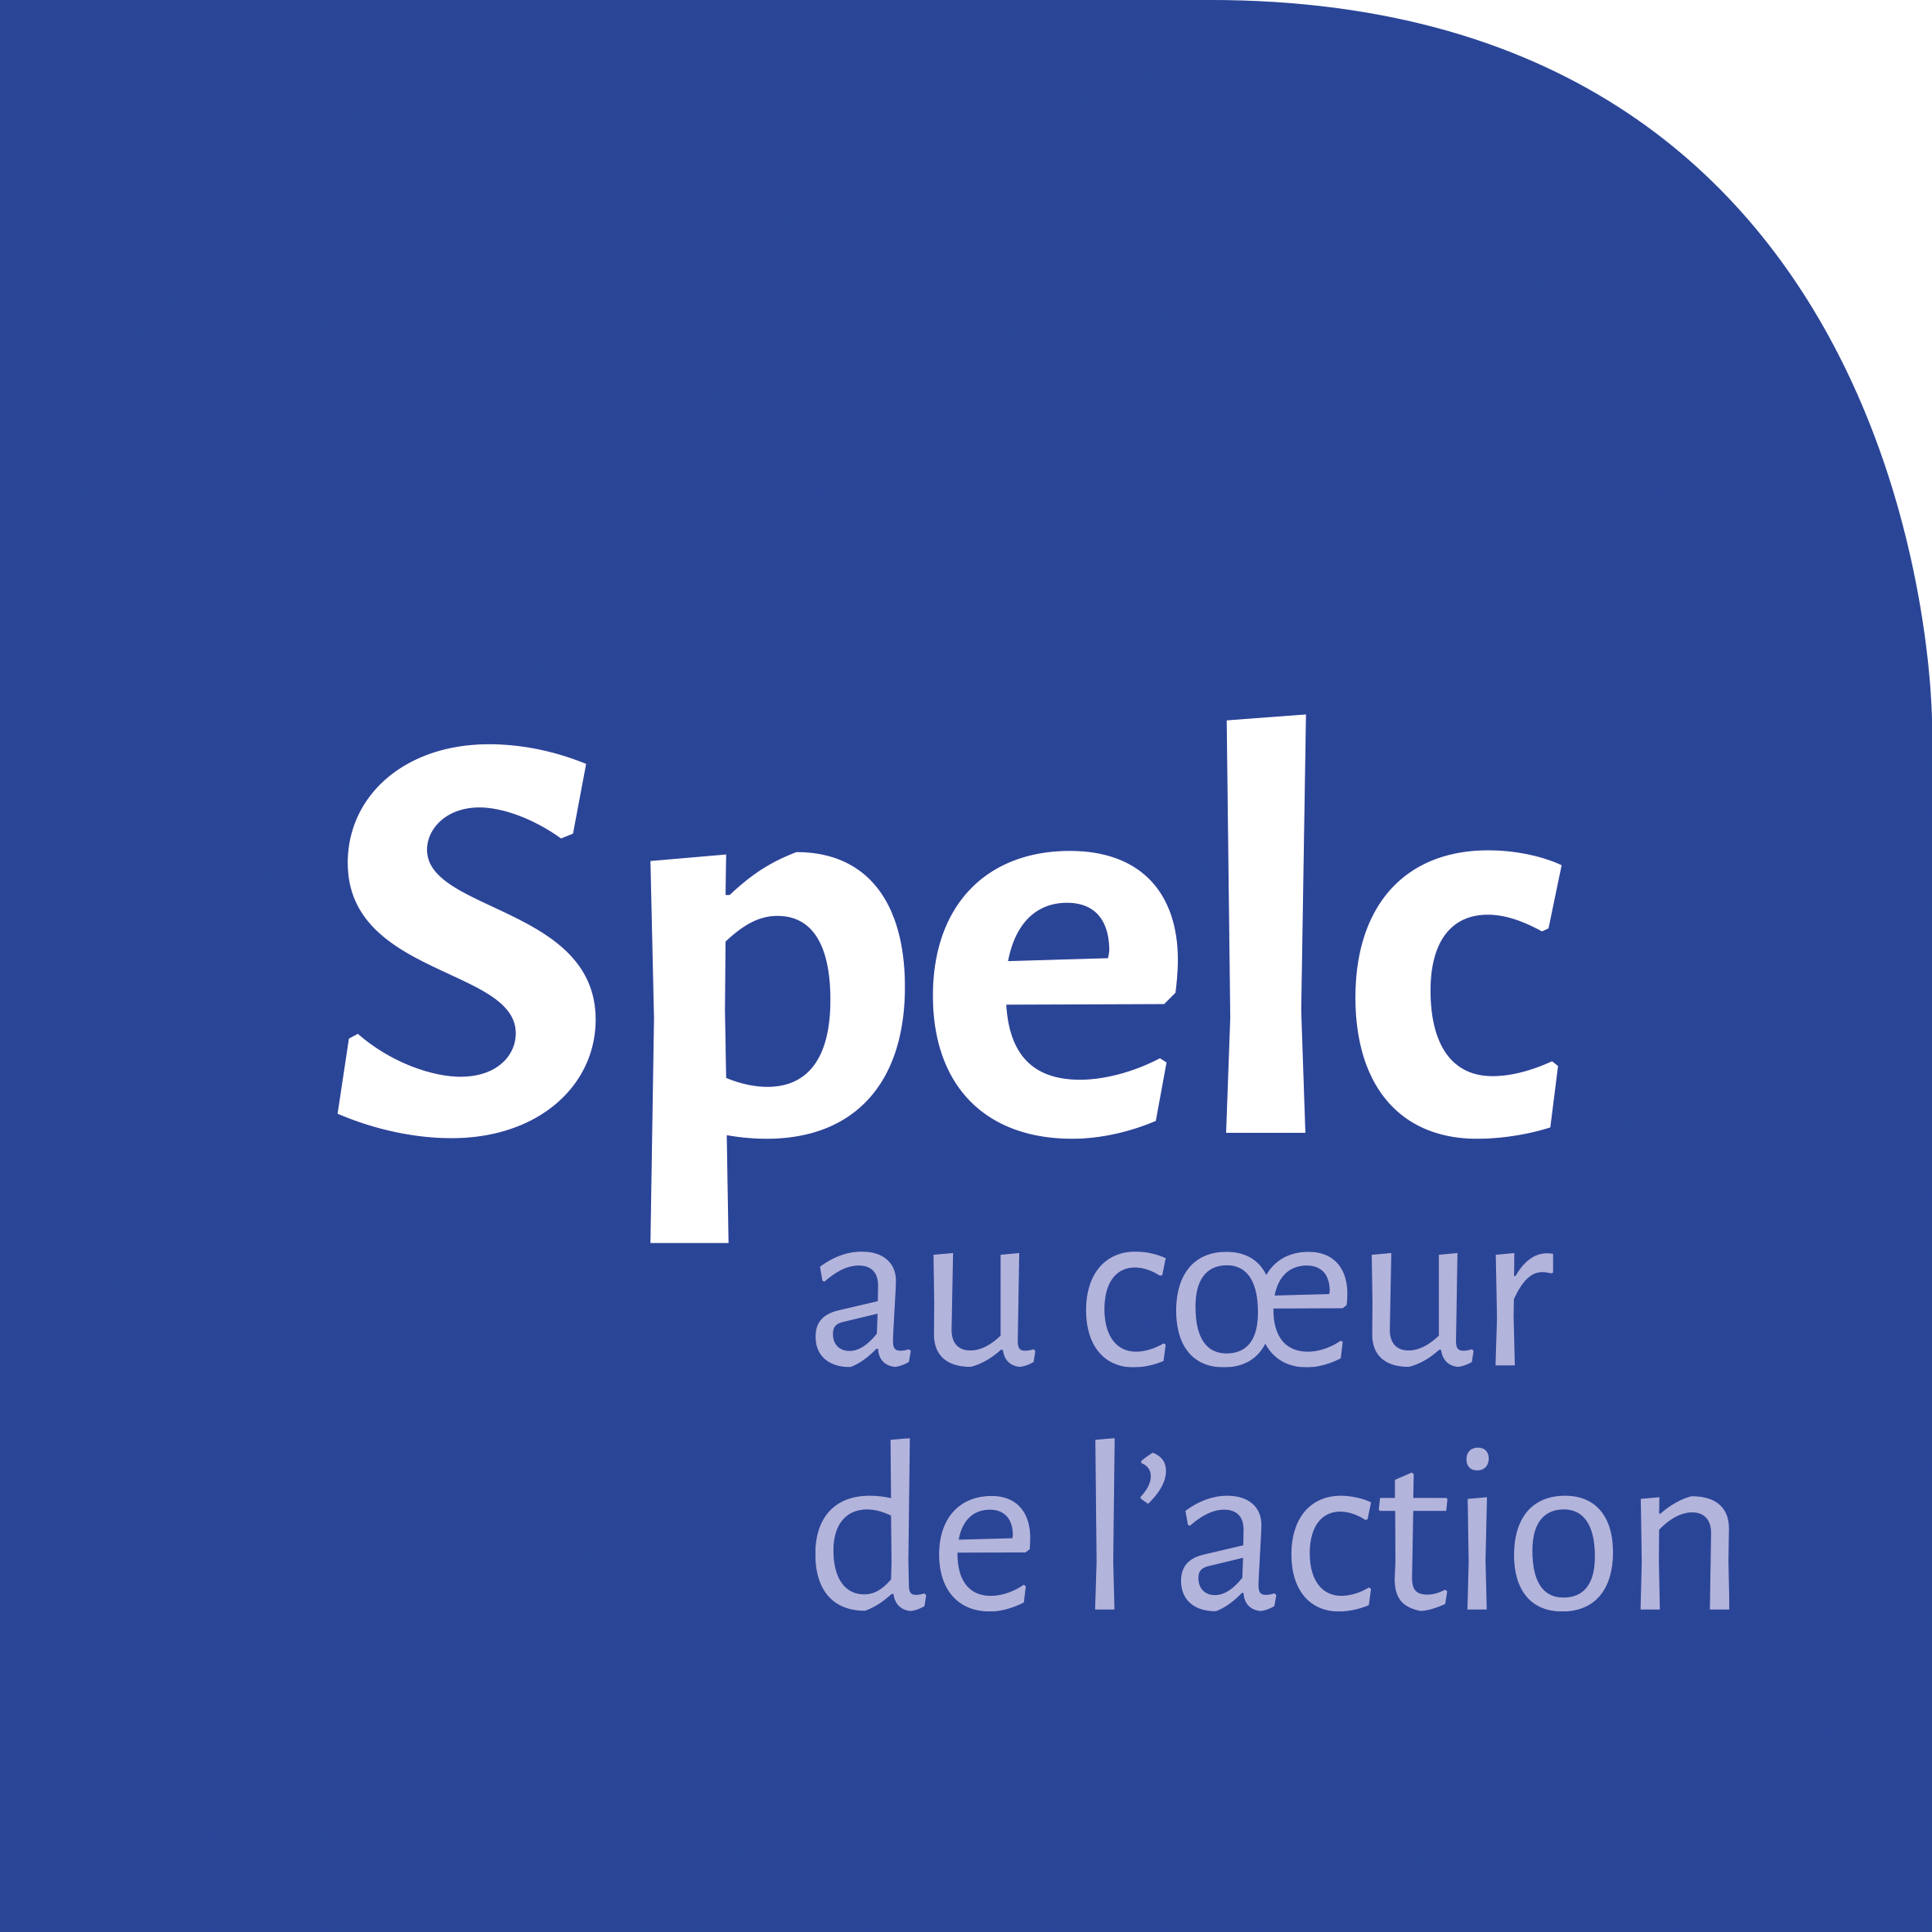 Spelc
au cœur
de l’action